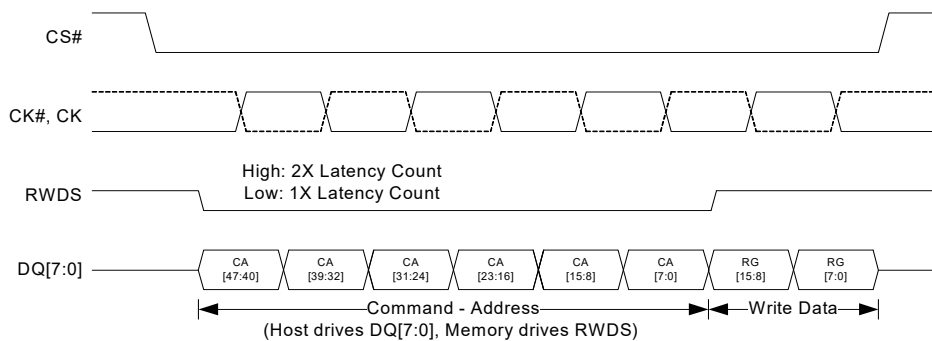 CS#
CK#, CK
High: 2X Latency Count
Low: 1X Latency Count
RWDS
DQ[7:0]
CA
[47:40]
CA
[39:32]
CA
[31:24]
CA
[23:16]
CA
[15:8]
CA
[7:0]
RG
[15:8]
RG
[7:0]
Command - Address
Write Data
(Host drives DQ[7:0], Memory drives RWDS)